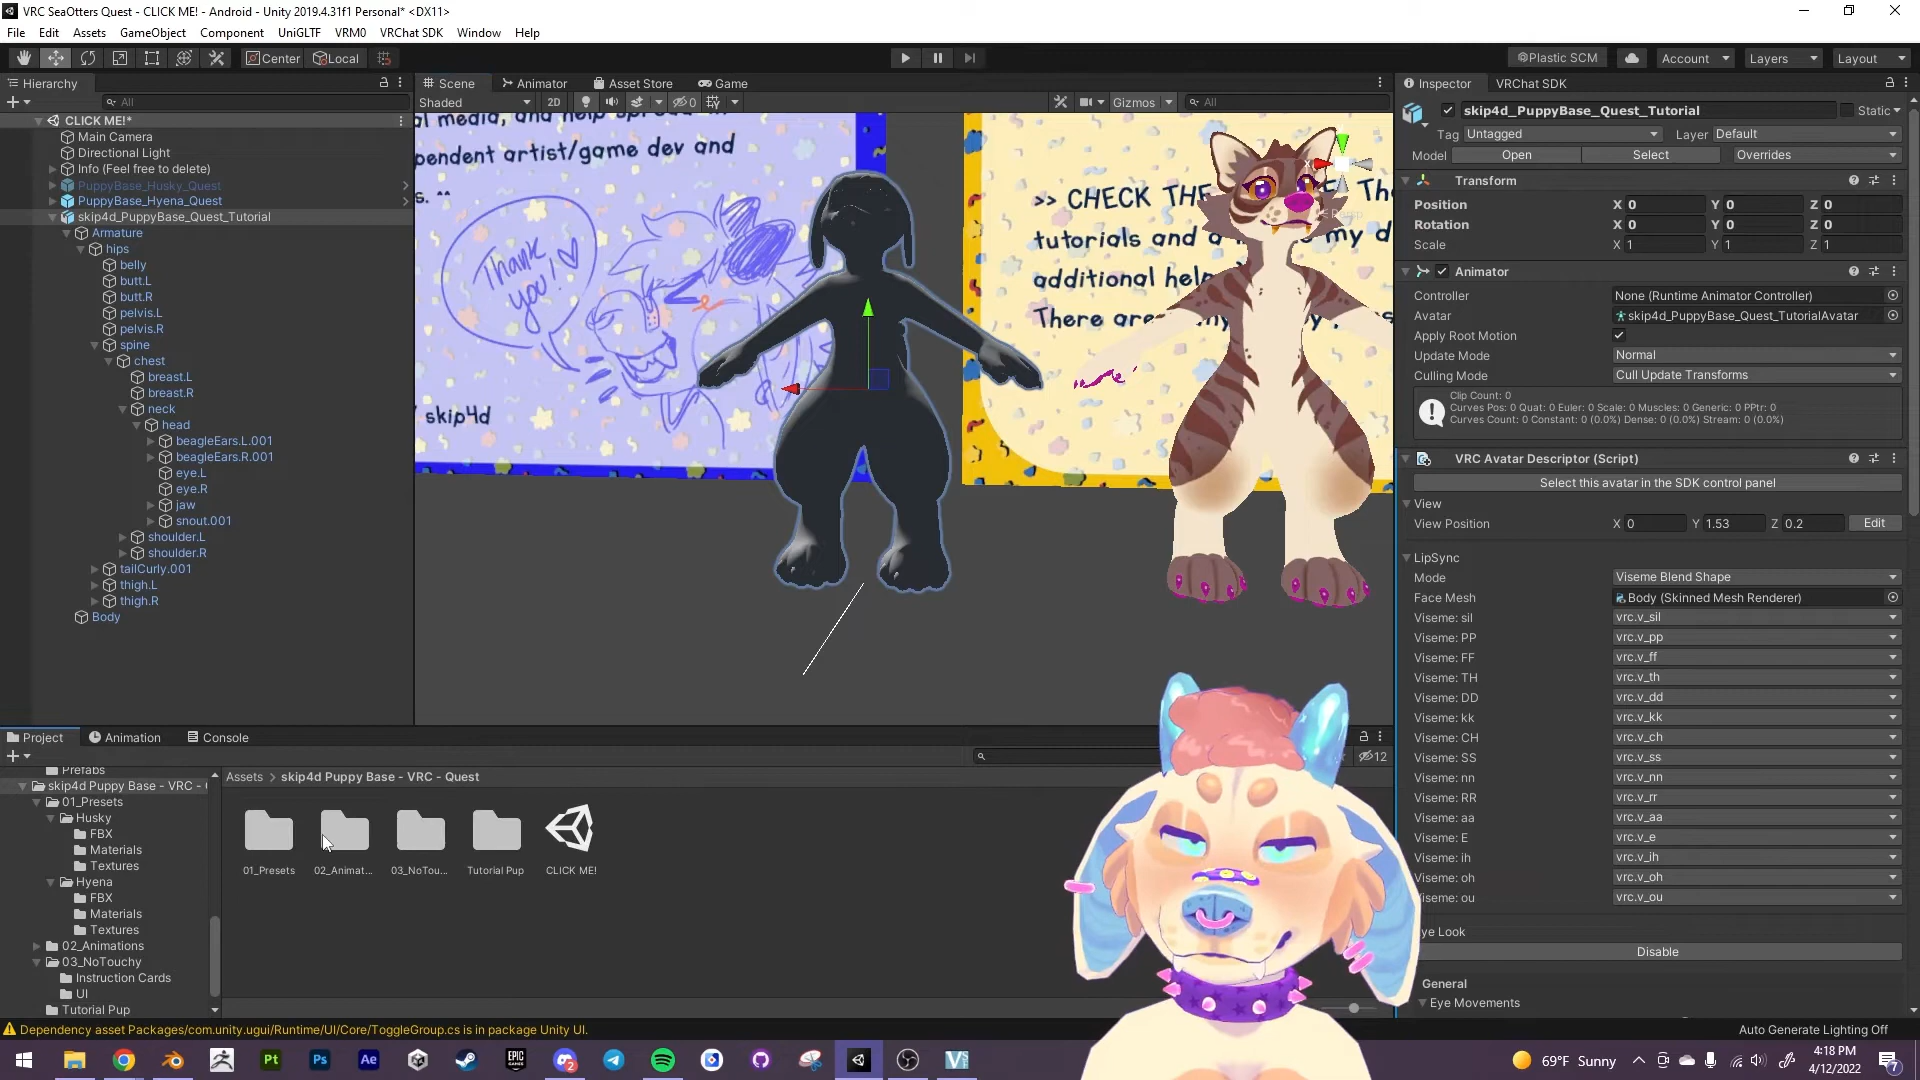 VRC SeaOtters Quest - CLICK ME! - Android - Unity 2019.4.31f1 Personal* <DX11>
File Edit Assets GameObject Component UniGLTF VRM0 VRChat SDK Window Help
Center Local
Plastic SCM Account Layers Layout
Hierarchy
All
CLICK ME!*
Main Camera
Directional Light
Info (Feel free to delete)
PuppyBase_Husky_Quest
PuppyBase_Hyena_Quest
skip4d_PuppyBase_Quest_Tutorial
Armature
hips
belly
butt.L
butt.R
pelvis.L
pelvis.R
spine
chest
breast.L
breast.R
neck
head
beagleEars.L.001
beagleEars.R.001
eye.L
eye.R
jaw
snout.001
shoulder.L
shoulder.R
tailCurly.001
thigh.L
thigh.R
Body
Scene Animator Asset Store Game
Shaded 2D 0 Gizmos All
al media, and help spread
pendent artist/game dev and
s. ^^
Thank you!
skip4d
>> CHECK THE
tutorials and a my d
additional help
There are
X
Persp
Inspector VRChat SDK
skip4d_PuppyBase_Quest_Tutorial Static
Tag Untagged Layer Default
Model Open Select Overrides
Transform
Position X 0 Y 0 Z 0
Rotation X 0 Y 0 Z 0
Scale X 1 Y 1 Z 1
Animator
Controller None (Runtime Animator Controller)
Avatar skip4d_PuppyBase_Quest_TutorialAvatar
Apply Root Motion
Update Mode Normal
Culling Mode Cull Update Transforms
Clip Count: 0
Curves Pos: 0 Quat: 0 Euler: 0 Scale: 0 Muscles: 0 Generic: 0 PPtr: 0
Curves Count: 0 Constant: 0 (0.0%) Dense: 0 (0.0%) Stream: 0 (0.0%)
VRC Avatar Descriptor (Script)
Select this avatar in the SDK control panel
View
View Position X 0 Y 1.53 Z 0.2 Edit
LipSync
Mode Viseme Blend Shape
Face Mesh Body (Skinned Mesh Renderer)
Viseme: sil vrc.v_sil
Viseme: PP vrc.v_pp
Viseme: FF vrc.v_ff
Viseme: TH vrc.v_th
Viseme: DD vrc.v_dd
Viseme: kk vrc.v_kk
Viseme: CH vrc.v_ch
Viseme: SS vrc.v_ss
Viseme: nn vrc.v_nn
Viseme: RR vrc.v_rr
Viseme: aa vrc.v_aa
Viseme: E vrc.v_e
Viseme: ih vrc.v_ih
Viseme: oh vrc.v_oh
iseme: ou vrc.v_ou
ye Look
Disable
General
Eye Movements
Project Animation Console
12
Prefabs
skip4d Puppy Base - VRC - (
01_Presets
Husky
FBX
Materials
Textures
Hyena
FBX
Materials
Textures
02_Animations
03_NoTouchy
Instruction Cards
UI
Tutorial Pup
Assets > skip4d Puppy Base - VRC - Quest
01_Presets 02_Animat... 03_NoTou... Tutorial Pup CLICK ME!
Dependency asset Packages/com.unity.ugui/Runtime/UI/Core/ToggleGroup.cs is in package Unity UI.
Auto Generate Lighting Off
Pt Ps Ae EPIC GAMES 2
69°F Sunny
4:18 PM
4/12/2022
7